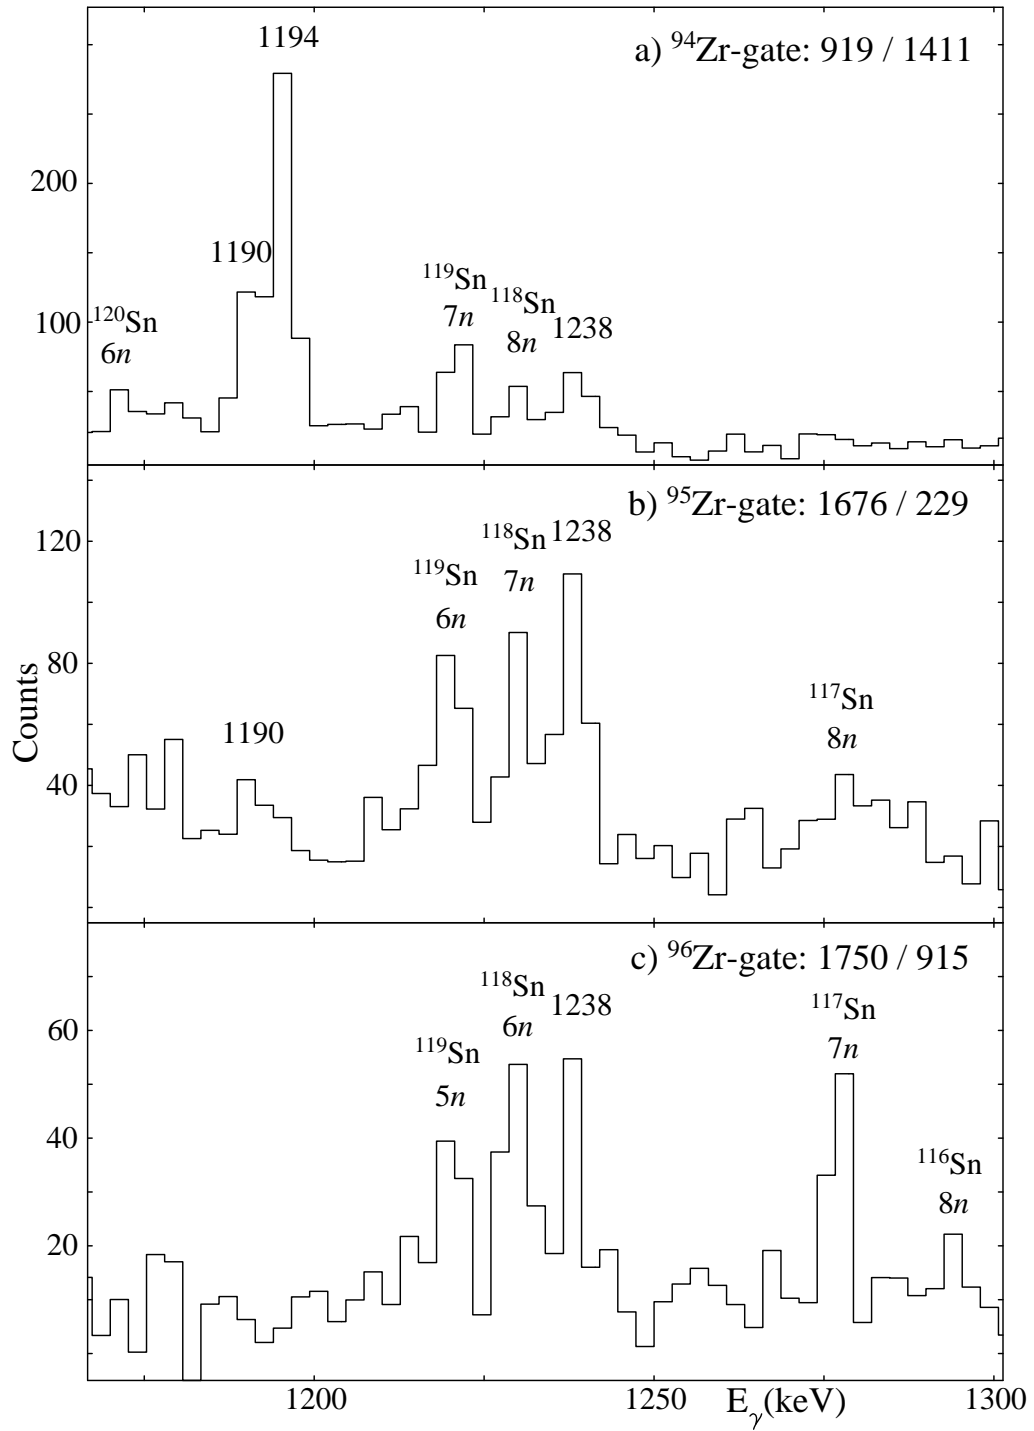 1194
a) ⁹⁴Zr-gate: 919 / 1411
200
1190
¹¹⁹Sn
7n
¹¹⁸Sn
8n
1238
¹²⁰Sn
6n
100
b) ⁹⁵Zr-gate: 1676 / 229
120
¹¹⁸Sn
7n
1238
¹¹⁹Sn
6n
80
Counts
1190
¹¹⁷Sn
8n
40
c) ⁹⁶Zr-gate: 1750 / 915
¹¹⁸Sn
6n
1238
¹¹⁷Sn
7n
60
¹¹⁹Sn
5n
40
¹¹⁶Sn
8n
20
1200
1250
E_γ(keV)
1300